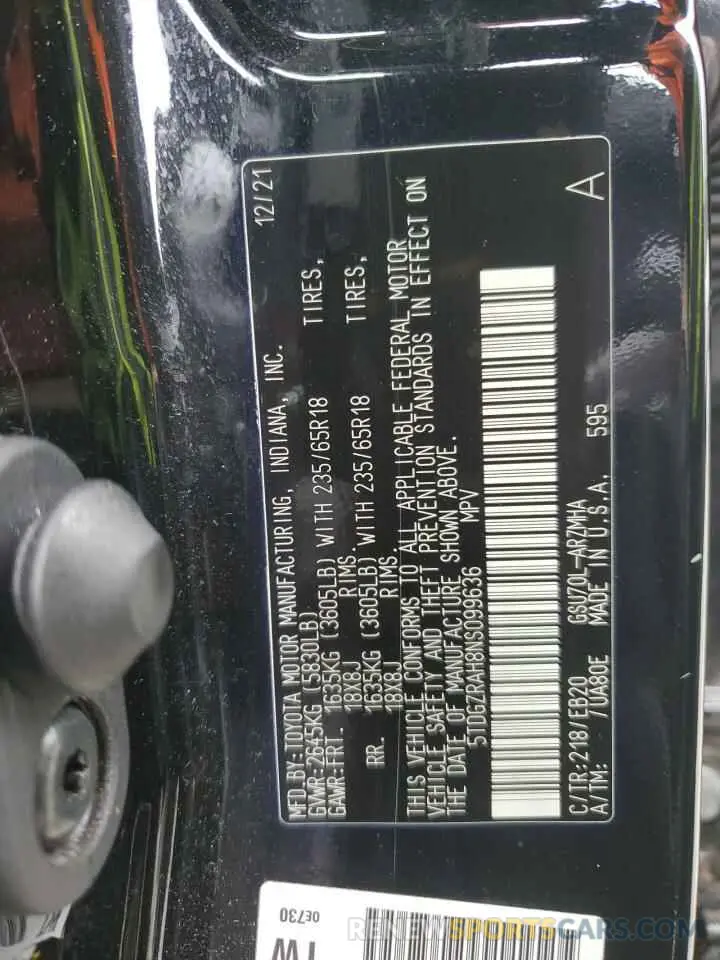 MFD.BY:TOYOTA MOTOR MANUFACTURING, INDIANA, INC. 12/21
GVWR:2645KG (5830LB)
GAWR:FRT. 1635KG (3605LB) WITH 235/65R18 TIRES,
18X8J RIMS.
RR. 1635KG (3605LB) WITH 235/65R18 TIRES,
18X8J RIMS.
THIS VEHICLE CONFORMS TO ALL APPLICABLE FEDERAL MOTOR
VEHICLE SAFETY AND THEFT PREVENTION STANDARDS IN EFFECT ON
THE DATE OF MANUFACTURE SHOWN ABOVE.
5TDGZRAH8NS099636 MPV
C/TR:218/FB20 GSU70L-ARZMHA 595 A
A/TM: /UA80E MADE IN U.S.A.
0E730
RENEWSPORTSCARS.COM